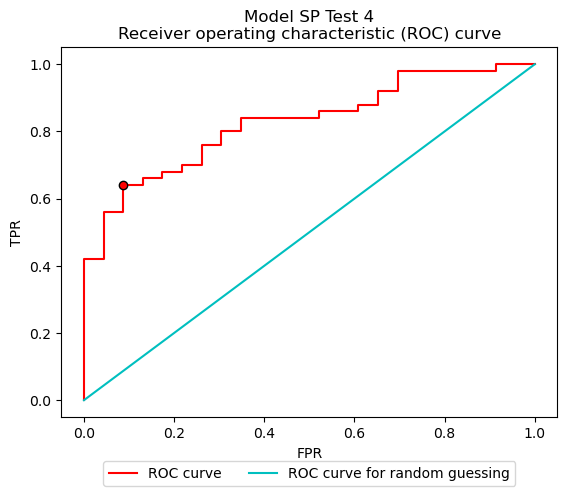 Model SP Test 4
Receiver operating characteristic (ROC) curve
1.0
0.8
0.6
0.4
0.2
0.0
TPR
0.0 0.2 0.4 0.6 0.8 1.0
FPR
ROC curve ROC curve for random guessing